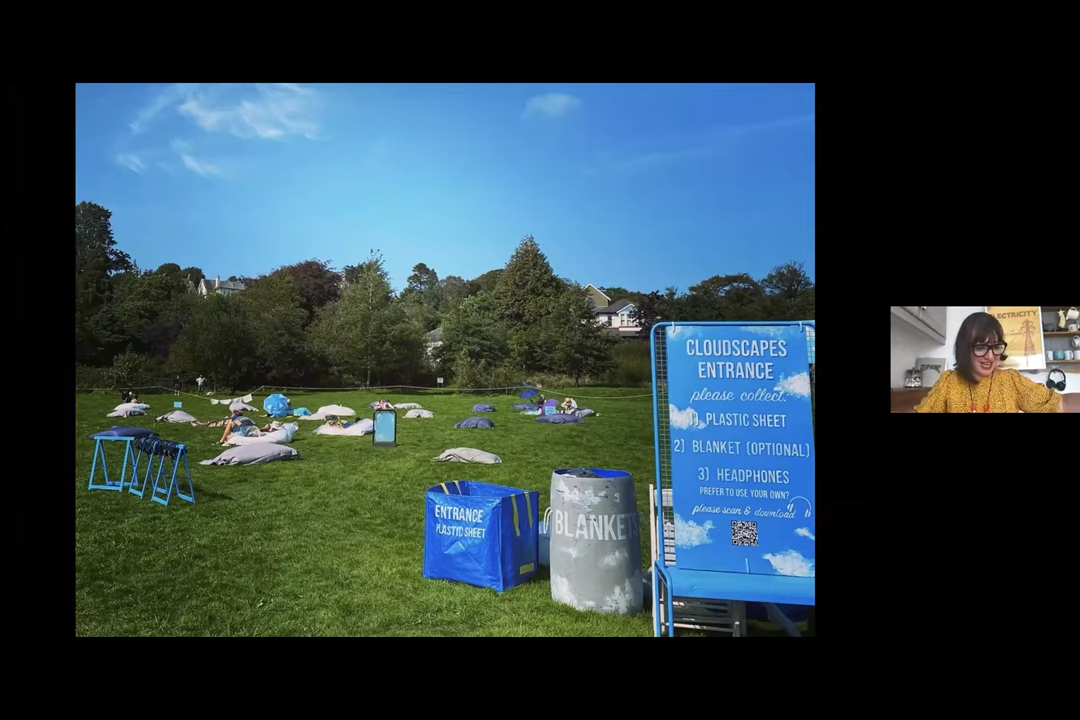 CLOUDSCAPES
ENTRANCE
please collect:
1) PLASTIC SHEET
2) BLANKET (OPTIONAL)
3) HEADPHONES
PREFER TO USE YOUR OWN?
please scan & download
ENTRANCE
PLASTIC SHEET
BLANKETS
ELECTRICITY